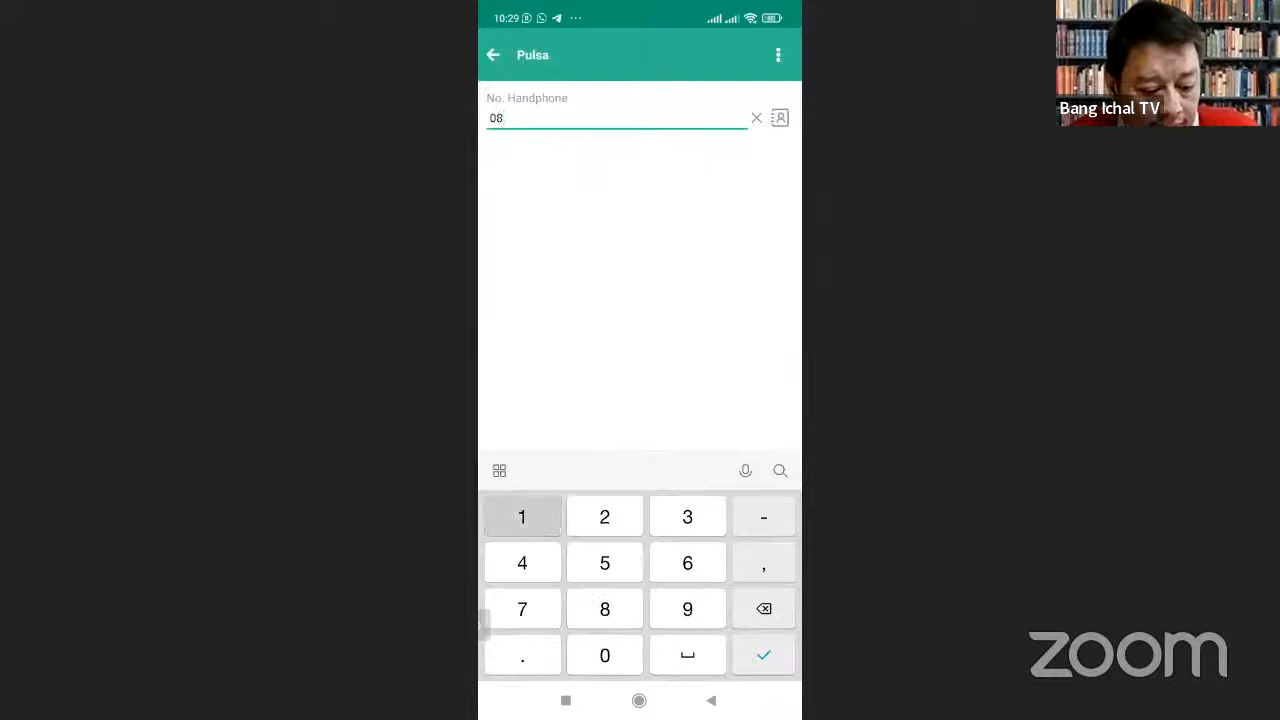 10:29
Pulsa
No. Handphone
08
Bang Ichal TV
1 2 3 -
4 5 6 ,
7 8 9
. 0
zoom